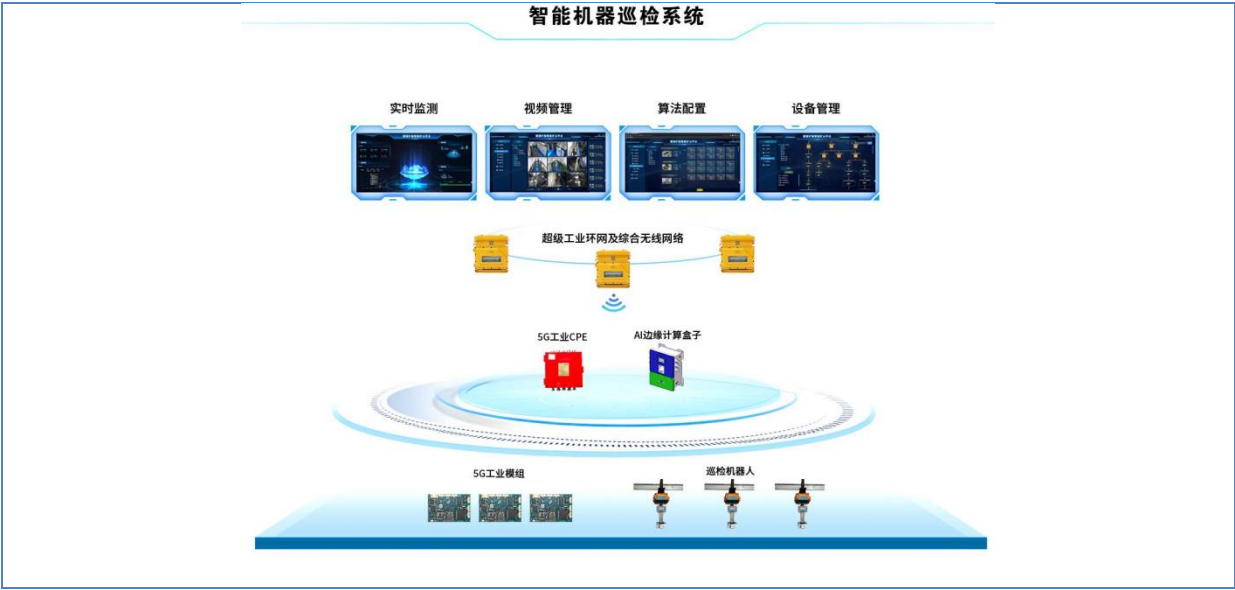 智能机器巡检系统
实时监测
视频管理
算法配置
设备管理
超级工业环网及综合无线网络
5G工业CPE
AI边缘计算盒子
5G工业模组
巡检机器人